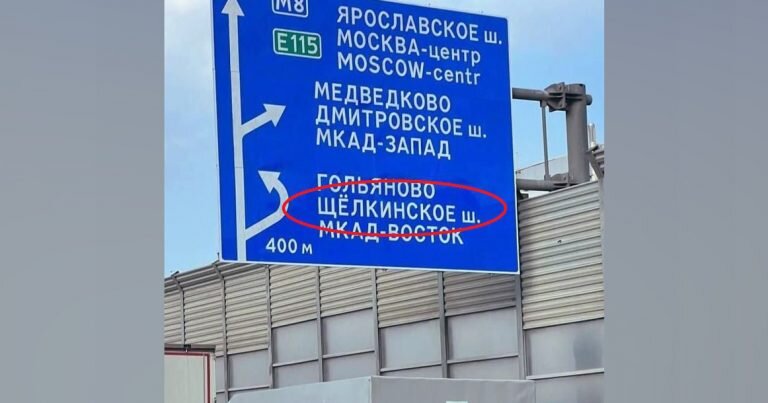 М8
ЯРОСЛАВСКОЕ ш.
Е115
МОСКВА-центр
MOSCOW-centr
МЕДВЕДКОВО
ДМИТРОВСКОЕ ш.
МКАД-ЗАПАД
ГОЛЬЯНОВО
ЩЁЛКИНСКОЕ ш.
МКАД-ВОСТОК
400 м